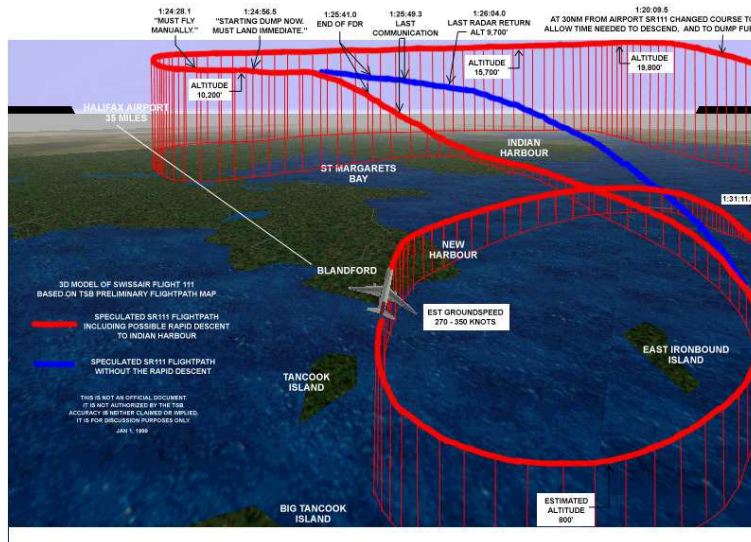 1:24:28.1
"MUST FLY
MANUALLY."
1:24:56.5
"STARTING DUMP NOW.
MUST LAND IMMEDIATE."
1:25:41.0
END OF FDR
1:25:49.3
LAST
COMMUNICATION
1:26:04.0
LAST RADAR RETURN
ALT 9,700'
1:20:09.5
AT 30NM FROM AIRPORT SR111 CHANGED COURSE TO
ALLOW TIME NEEDED TO DESCEND, AND TO DUMP FU
ALTITUDE
10,200'
ALTITUDE
15,700'
ALTITUDE
19,800'
HALIFAX AIRPORT
35 MILES
INDIAN
HARBOUR
ST MARGARETS
BAY
1:31:11.
NEW
HARBOUR
BLANDFORD
3D MODEL OF SWISSAIR FLIGHT 111
BASED ON TSB PRELIMINARY FLIGHTPATH MAP
SPECULATED SR111 FLIGHTPATH
INCLUDING POSSIBLE RAPID DESCENT
TO INDIAN HARBOUR
SPECULATED SR111 FLIGHTPATH
WITHOUT THE RAPID DESCENT
EST GROUNDSPEED
270 - 350 KNOTS
EAST IRONBOUND
ISLAND
TANCOOK
ISLAND
THIS IS NOT AN OFFICIAL DOCUMENT
IT IS NOT AUTHORIZED BY THE TSB
ACCURACY IS NEITHER CLAIMED OR IMPLIED.
IT IS FOR DISCUSSION PURPOSES ONLY
JAN 1, 1999
ESTIMATED
ALTITUDE
800'
BIG TANCOOK
ISLAND